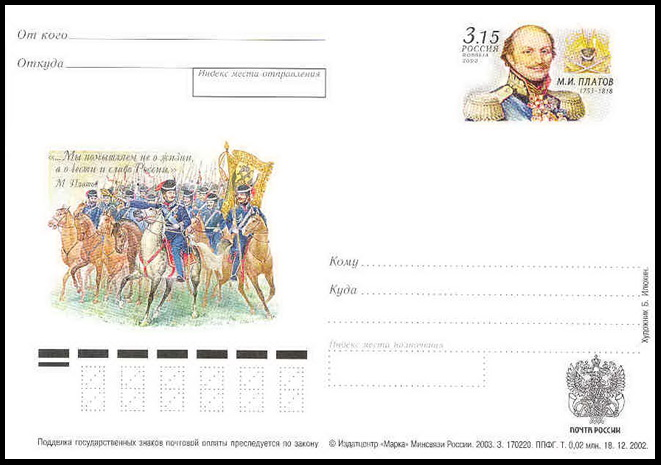 От кого
Куда
Откуда
Индекс места отправления
3.15
РОССИЯ
ROSSIJA
2002
М.И. ПЛАТОВ
1753-1818
«...Мы помышляем не о жизни,
а о чести и славе России.»
М. Платов
Кому
Куда
Индекс места назначения
Художник Б. Илюхин.
ПОЧТА РОССИИ
Подделка государственных знаков почтовой оплаты преследуется по закону
© Издатцентр «Марка» Минсвязи России. 2003. З. 170220. ППФГ. Т. 0,02 млн. 18. 12. 2002.